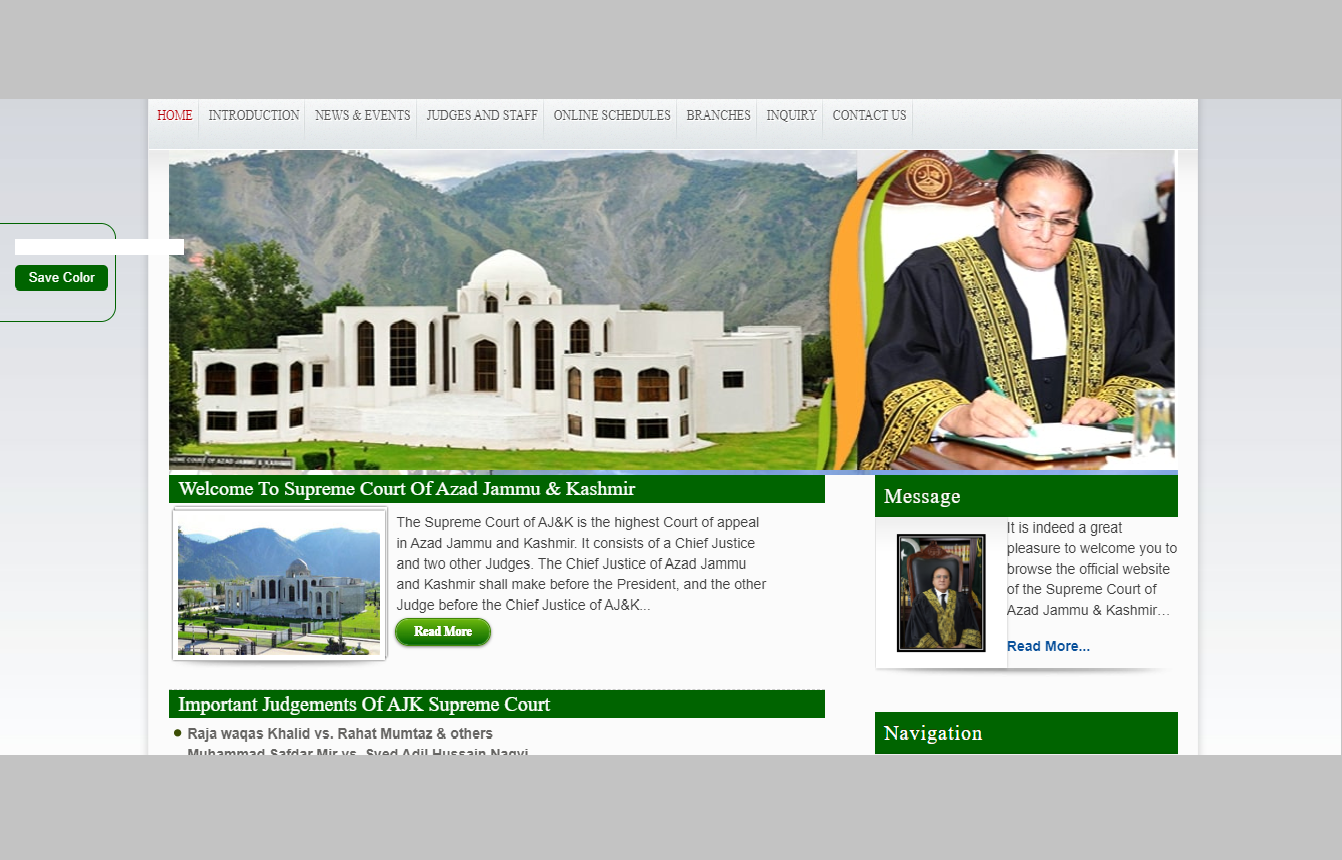 HOME INTRODUCTION NEWS & EVENTS JUDGES AND STAFF ONLINE SCHEDULES BRANCHES INQUIRY CONTACT US
Save Color
Welcome To Supreme Court Of Azad Jammu & Kashmir
The Supreme Court of AJ&K is the highest Court of appeal
in Azad Jammu and Kashmir. It consists of a Chief Justice
and two other Judges. The Chief Justice of Azad Jammu
and Kashmir shall make before the President, and the other
Judge before the Chief Justice of AJ&K...
Read More
Important Judgements Of AJK Supreme Court
Raja waqas Khalid vs. Rahat Mumtaz & others
Muhammad Safdar Mir vs. Syed Adil Hussain Naqvi
Message
It is indeed a great
pleasure to welcome you to
browse the official website
of the Supreme Court of
Azad Jammu & Kashmir…
Read More...
Navigation